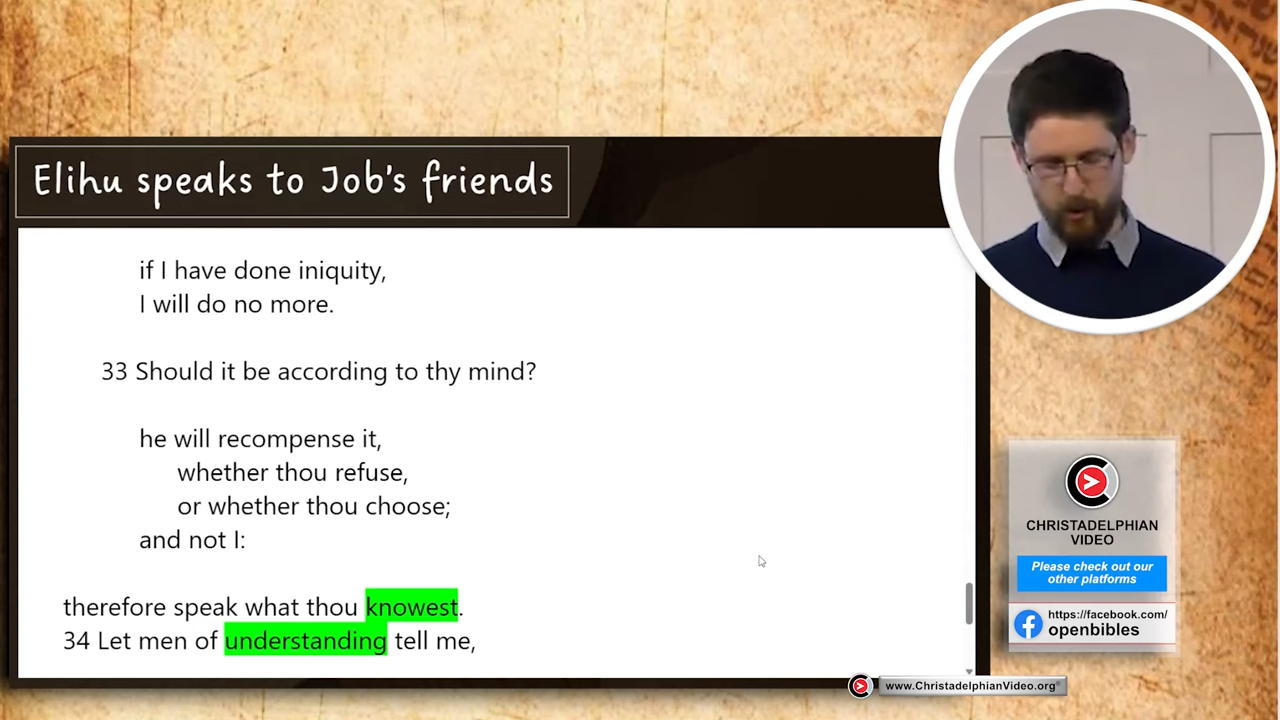 Elihu speaks to Job's friends
if I have done iniquity,
I will do no more.
33 Should it be according to thy mind?
he will recompense it,
whether thou refuse,
or whether thou choose;
and not I:
therefore speak what thou knowest.
34 Let men of understanding tell me,
CHRISTADELPHIAN
VIDEO
Please check out our
other platforms
https://facebook.com/
openbibles
www.ChristadelphianVideo.org